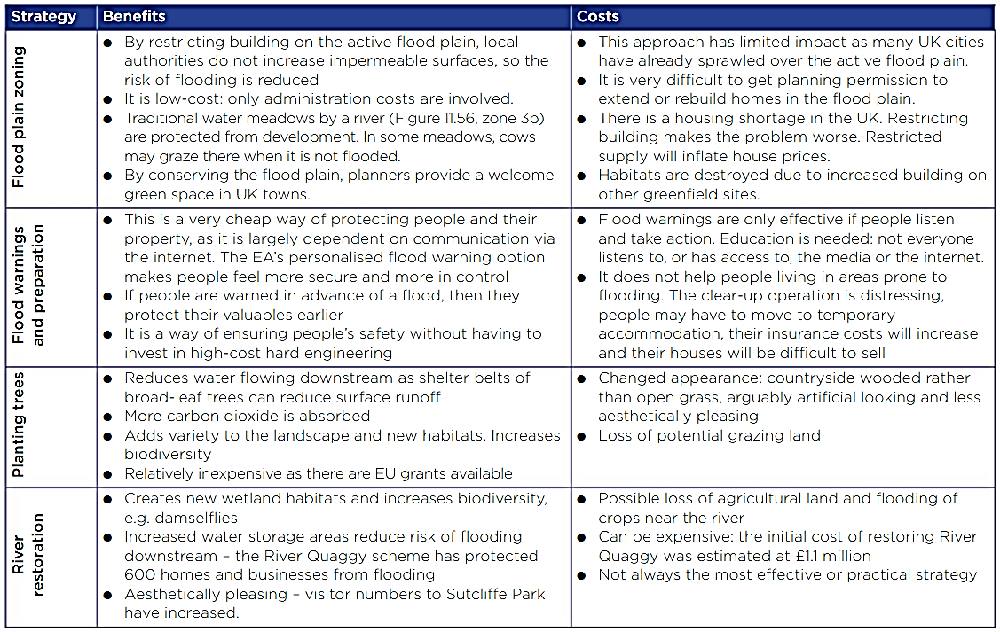 Strategy Benefits Costs
Flood plain zoning
● By restricting building on the active flood plain, local
authorities do not increase impermeable surfaces, so the
risk of flooding is reduced
● It is low-cost: only administration costs are involved.
● Traditional water meadows by a river (Figure 11.56, zone 3b)
are protected from development. In some meadows, cows
may graze there when it is not flooded.
● By conserving the flood plain, planners provide a welcome
green space in UK towns.
● This approach has limited impact as many UK cities
have already sprawled over the active flood plain.
● It is very difficult to get planning permission to
extend or rebuild homes in the flood plain.
● There is a housing shortage in the UK. Restricting
building makes the problem worse. Restricted
supply will inflate house prices.
● Habitats are destroyed due to increased building on
other greenfield sites.
Flood warnings
and preparation
● This is a very cheap way of protecting people and their
property, as it is largely dependent on communication via
the internet. The EA's personalised flood warning option
makes people feel more secure and more in control
● If people are warned in advance of a flood, then they
protect their valuables earlier
● It is a way of ensuring people's safety without having to
invest in high-cost hard engineering
● Flood warnings are only effective if people listen
and take action. Education is needed: not everyone
listens to, or has access to, the media or the internet.
● It does not help people living in areas prone to
flooding. The clear-up operation is distressing,
people may have to move to temporary
accommodation, their insurance costs will increase
and their houses will be difficult to sell
Planting trees
● Reduces water flowing downstream as shelter belts of
broad-leaf trees can reduce surface runoff
● More carbon dioxide is absorbed
● Adds variety to the landscape and new habitats. Increases
biodiversity
● Relatively inexpensive as there are EU grants available
● Changed appearance: countryside wooded rather
than open grass, arguably artificial looking and less
aesthetically pleasing
● Loss of potential grazing land
River
restoration
● Creates new wetland habitats and increases biodiversity,
e.g. damselflies
● Increased water storage areas reduce risk of flooding
downstream – the River Quaggy scheme has protected
600 homes and businesses from flooding
● Aesthetically pleasing – visitor numbers to Sutcliffe Park
have increased.
● Possible loss of agricultural land and flooding of
crops near the river
● Can be expensive: the initial cost of restoring River
Quaggy was estimated at £1.1 million
● Not always the most effective or practical strategy